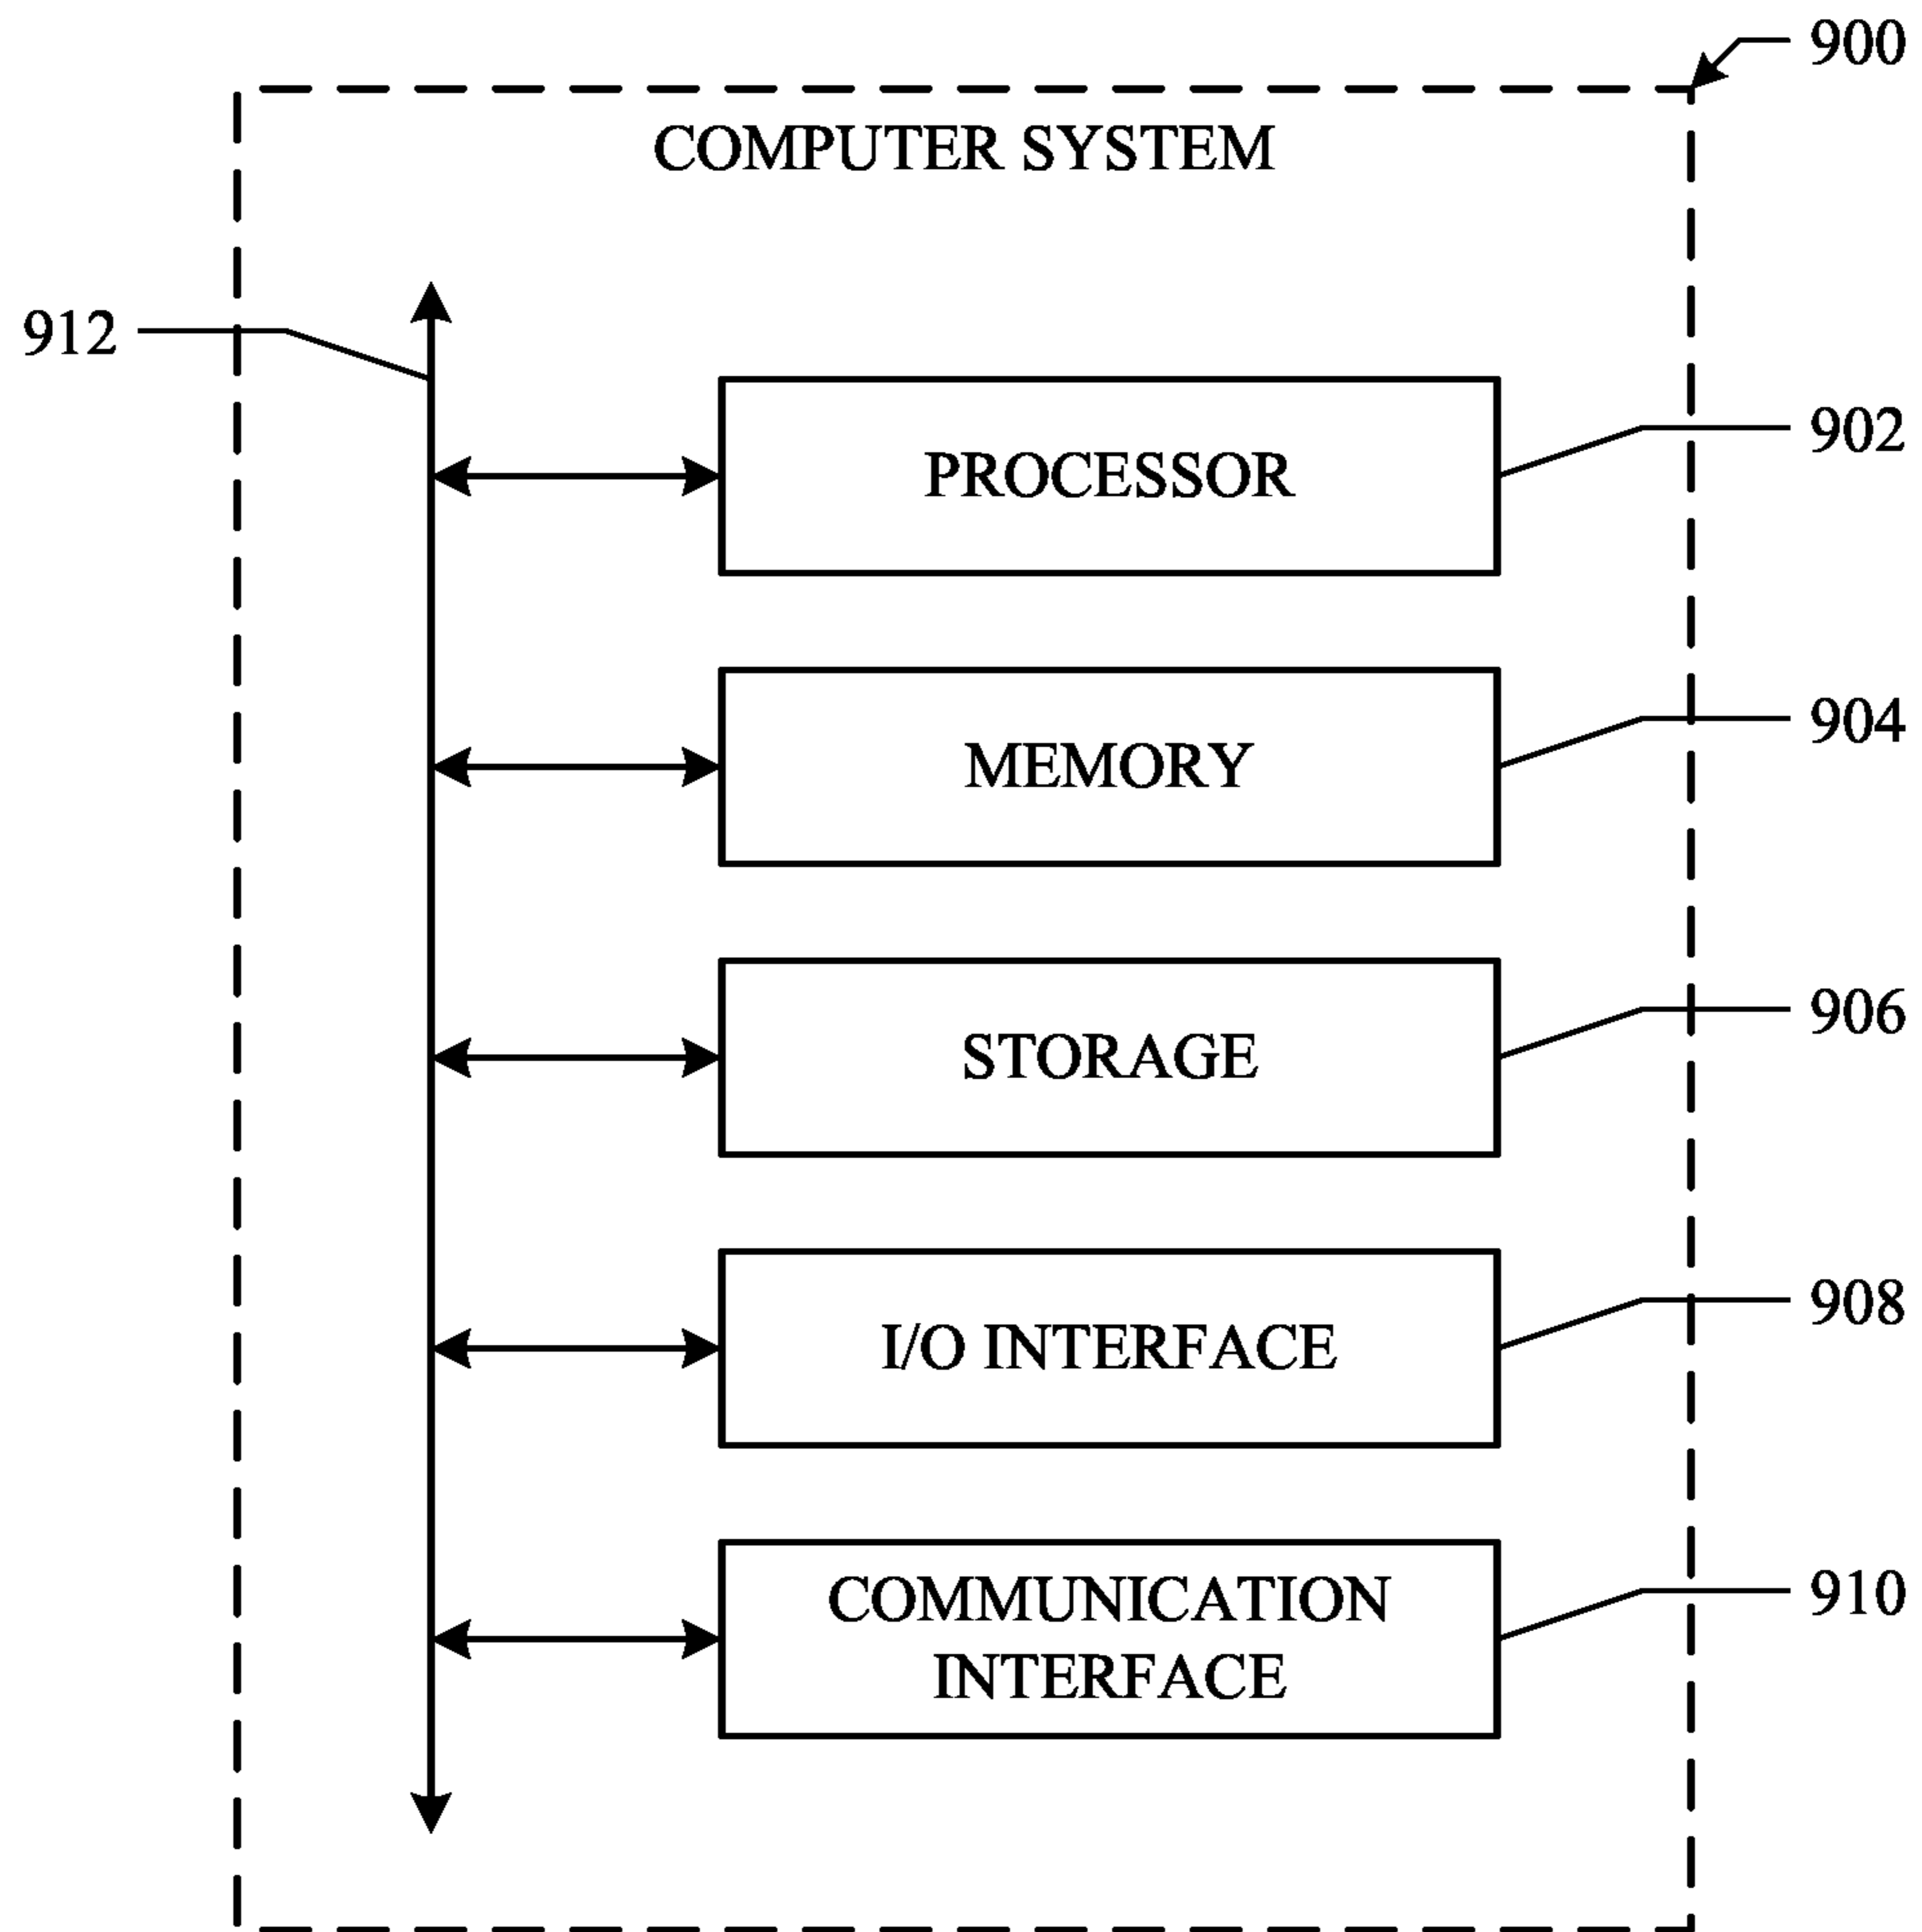 900
COMPUTER SYSTEM
912
PROCESSOR
902
MEMORY
904
STORAGE
906
I/O INTERFACE
908
COMMUNICATION
INTERFACE
910